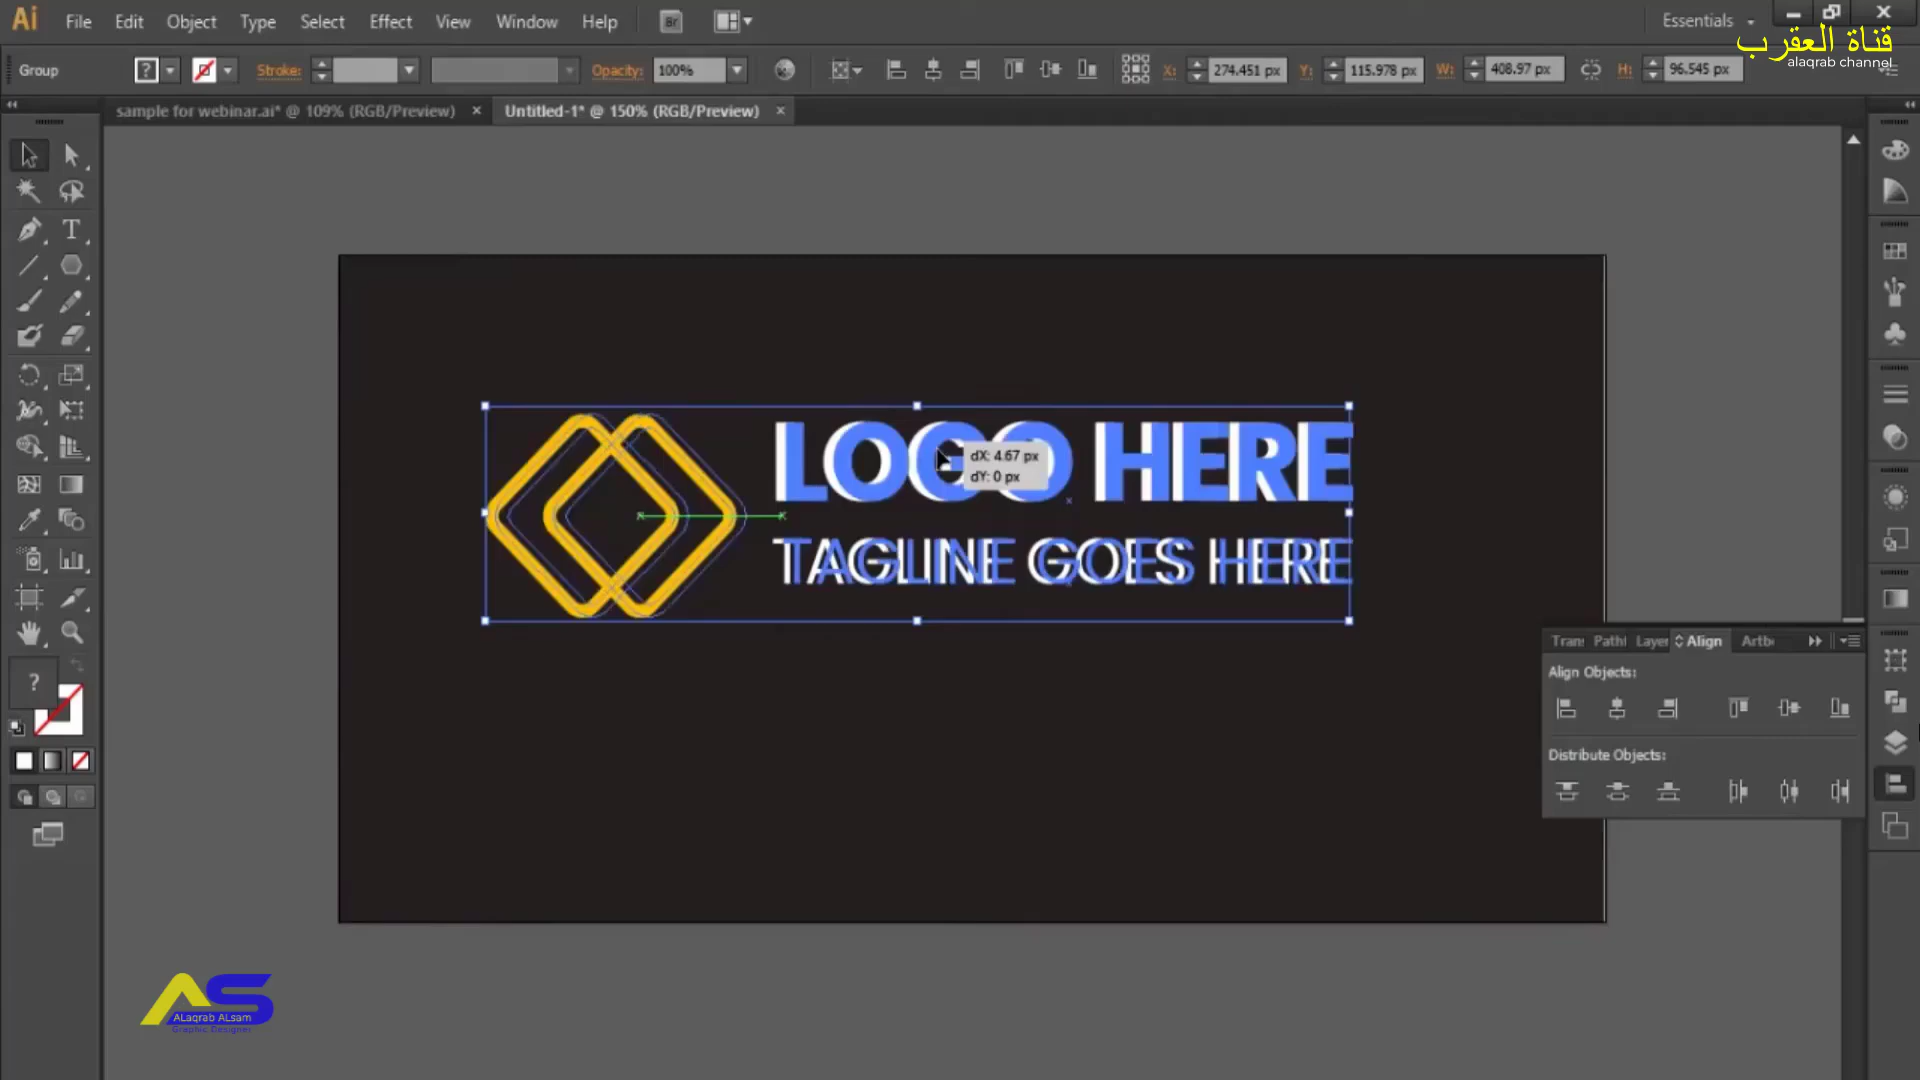 Ai File Edit Object Type Select Effect View Window Help Br Essentials
قناة العقرب
alaqrab channel
Group ? Stroke: Opacity: 100% X: 274.451 px Y: 115.978 px W: 408.97 px H: 96.545 px
sample for webinar.ai* @ 109% (RGB/Preview) × Untitled-1* @ 150% (RGB/Preview) ×
LOGO HERE
dX: 4.67 px
dY: 0 px
TAGLINE GOES HERE
Trans Pathf Layer Align Artb
Align Objects:
?
Distribute Objects:
AS
ALaqrab ALsam
Graphic Designer